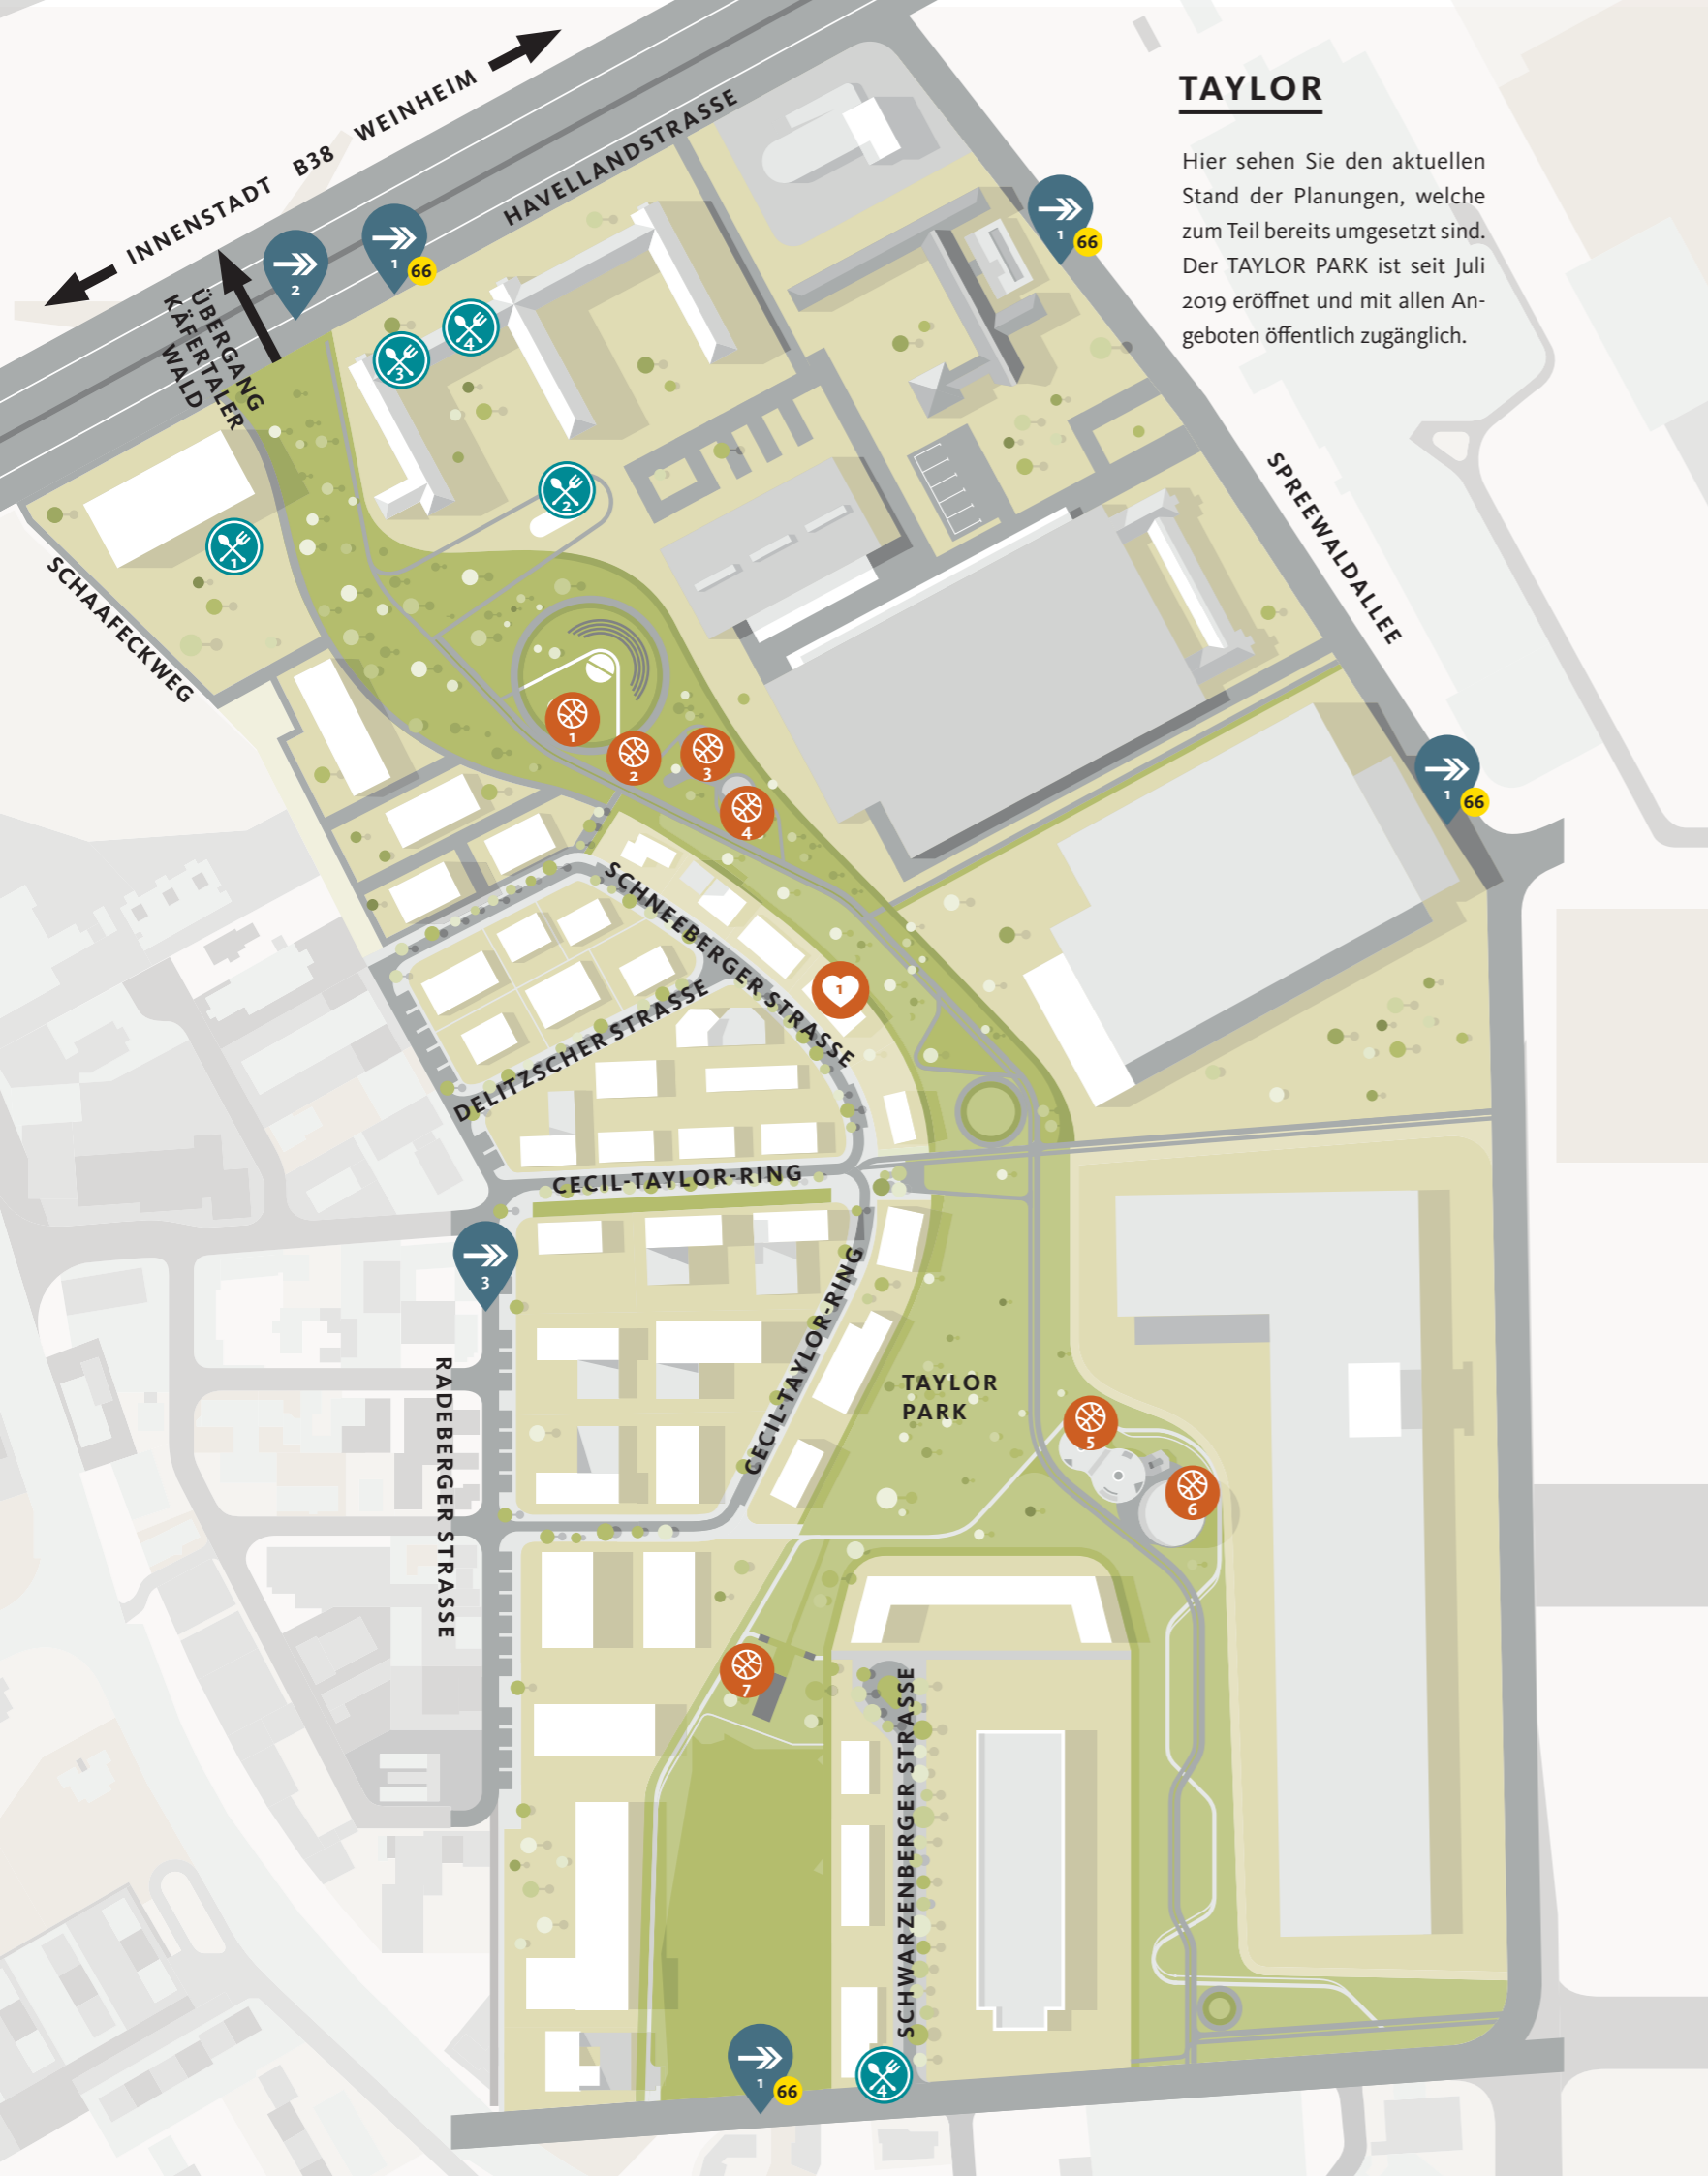 TAYLOR
Hier sehen Sie den aktuellen
Stand der Planungen, welche
zum Teil bereits umgesetzt sind.
Der TAYLOR PARK ist seit Juli
2019 eröffnet und mit allen An-
geboten öffentlich zugänglich.
INNENSTADT B38 WEINHEIM
HAVELLANDSTRASSE
ÜBERGANG
KÄFERTALER
WALD
2
1
66
1
66
3
4
2
1
SCHAAFECKWEG
SPREEWALDALLEE
1
2
3
4
1
66
SCHNEEBERGER STRASSE
1
DELITZSCHER STRASSE
CECIL-TAYLOR-RING
3
CECIL-TAYLOR-RING
RADEBERGER STRASSE
TAYLOR
PARK
5
6
7
SCHWARZENBERGER STRASSE
1
66
4